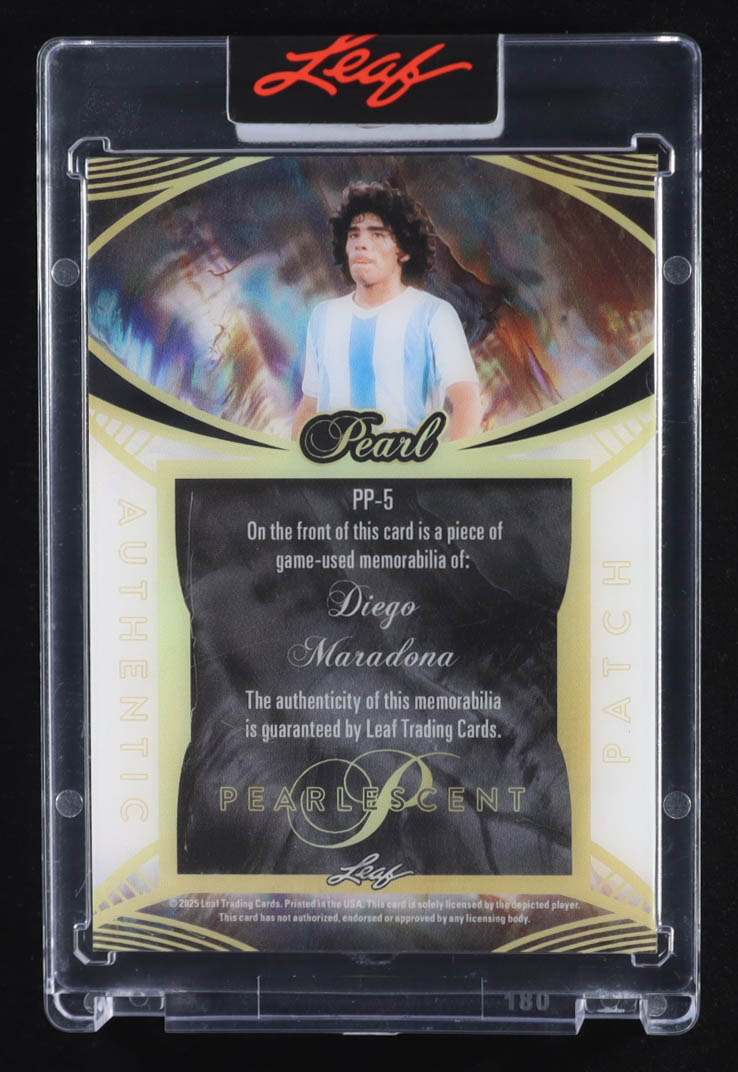 Leaf
Pearl
AUTHENTIC
PATCH
PP-5
On the front of this card is a piece of
game-used memorabilia of:
Diego
Maradona
The authenticity of this memorabilia
is guaranteed by Leaf Trading Cards.
P
PEARLESCENT
Leaf
© 2025 Leaf Trading Cards. Printed in the USA. This card is solely licensed by the depicted player.
This card has not authorized, endorsed or approved by any licensing body.
180